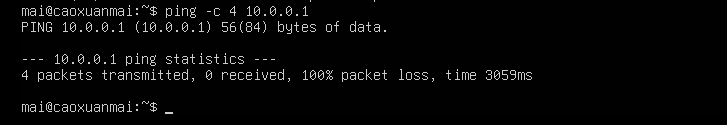 mai@caoxuanmai:~$ ping -c 4 10.0.0.1
PING 10.0.0.1 (10.0.0.1) 56(84) bytes of data.
--- 10.0.0.1 ping statistics ---
4 packets transmitted, 0 received, 100% packet loss, time 3059ms
mai@caoxuanmai:~$ _